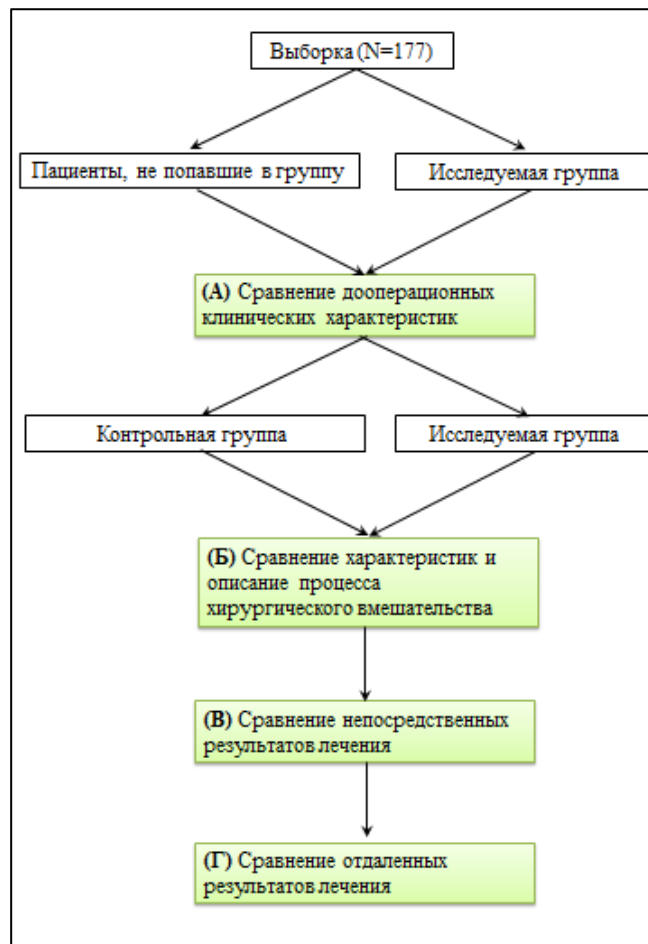 Выборка (N=177)
Пациенты, не попавшие в группу
Исследуемая группа
(А) Сравнение дооперационных
клинических характеристик
Контрольная группа
Исследуемая группа
(Б) Сравнение характеристик и
описание процесса
хирургического вмешательства
(В) Сравнение непосредственных
результатов лечения
(Г) Сравнение отдаленных
результатов лечения